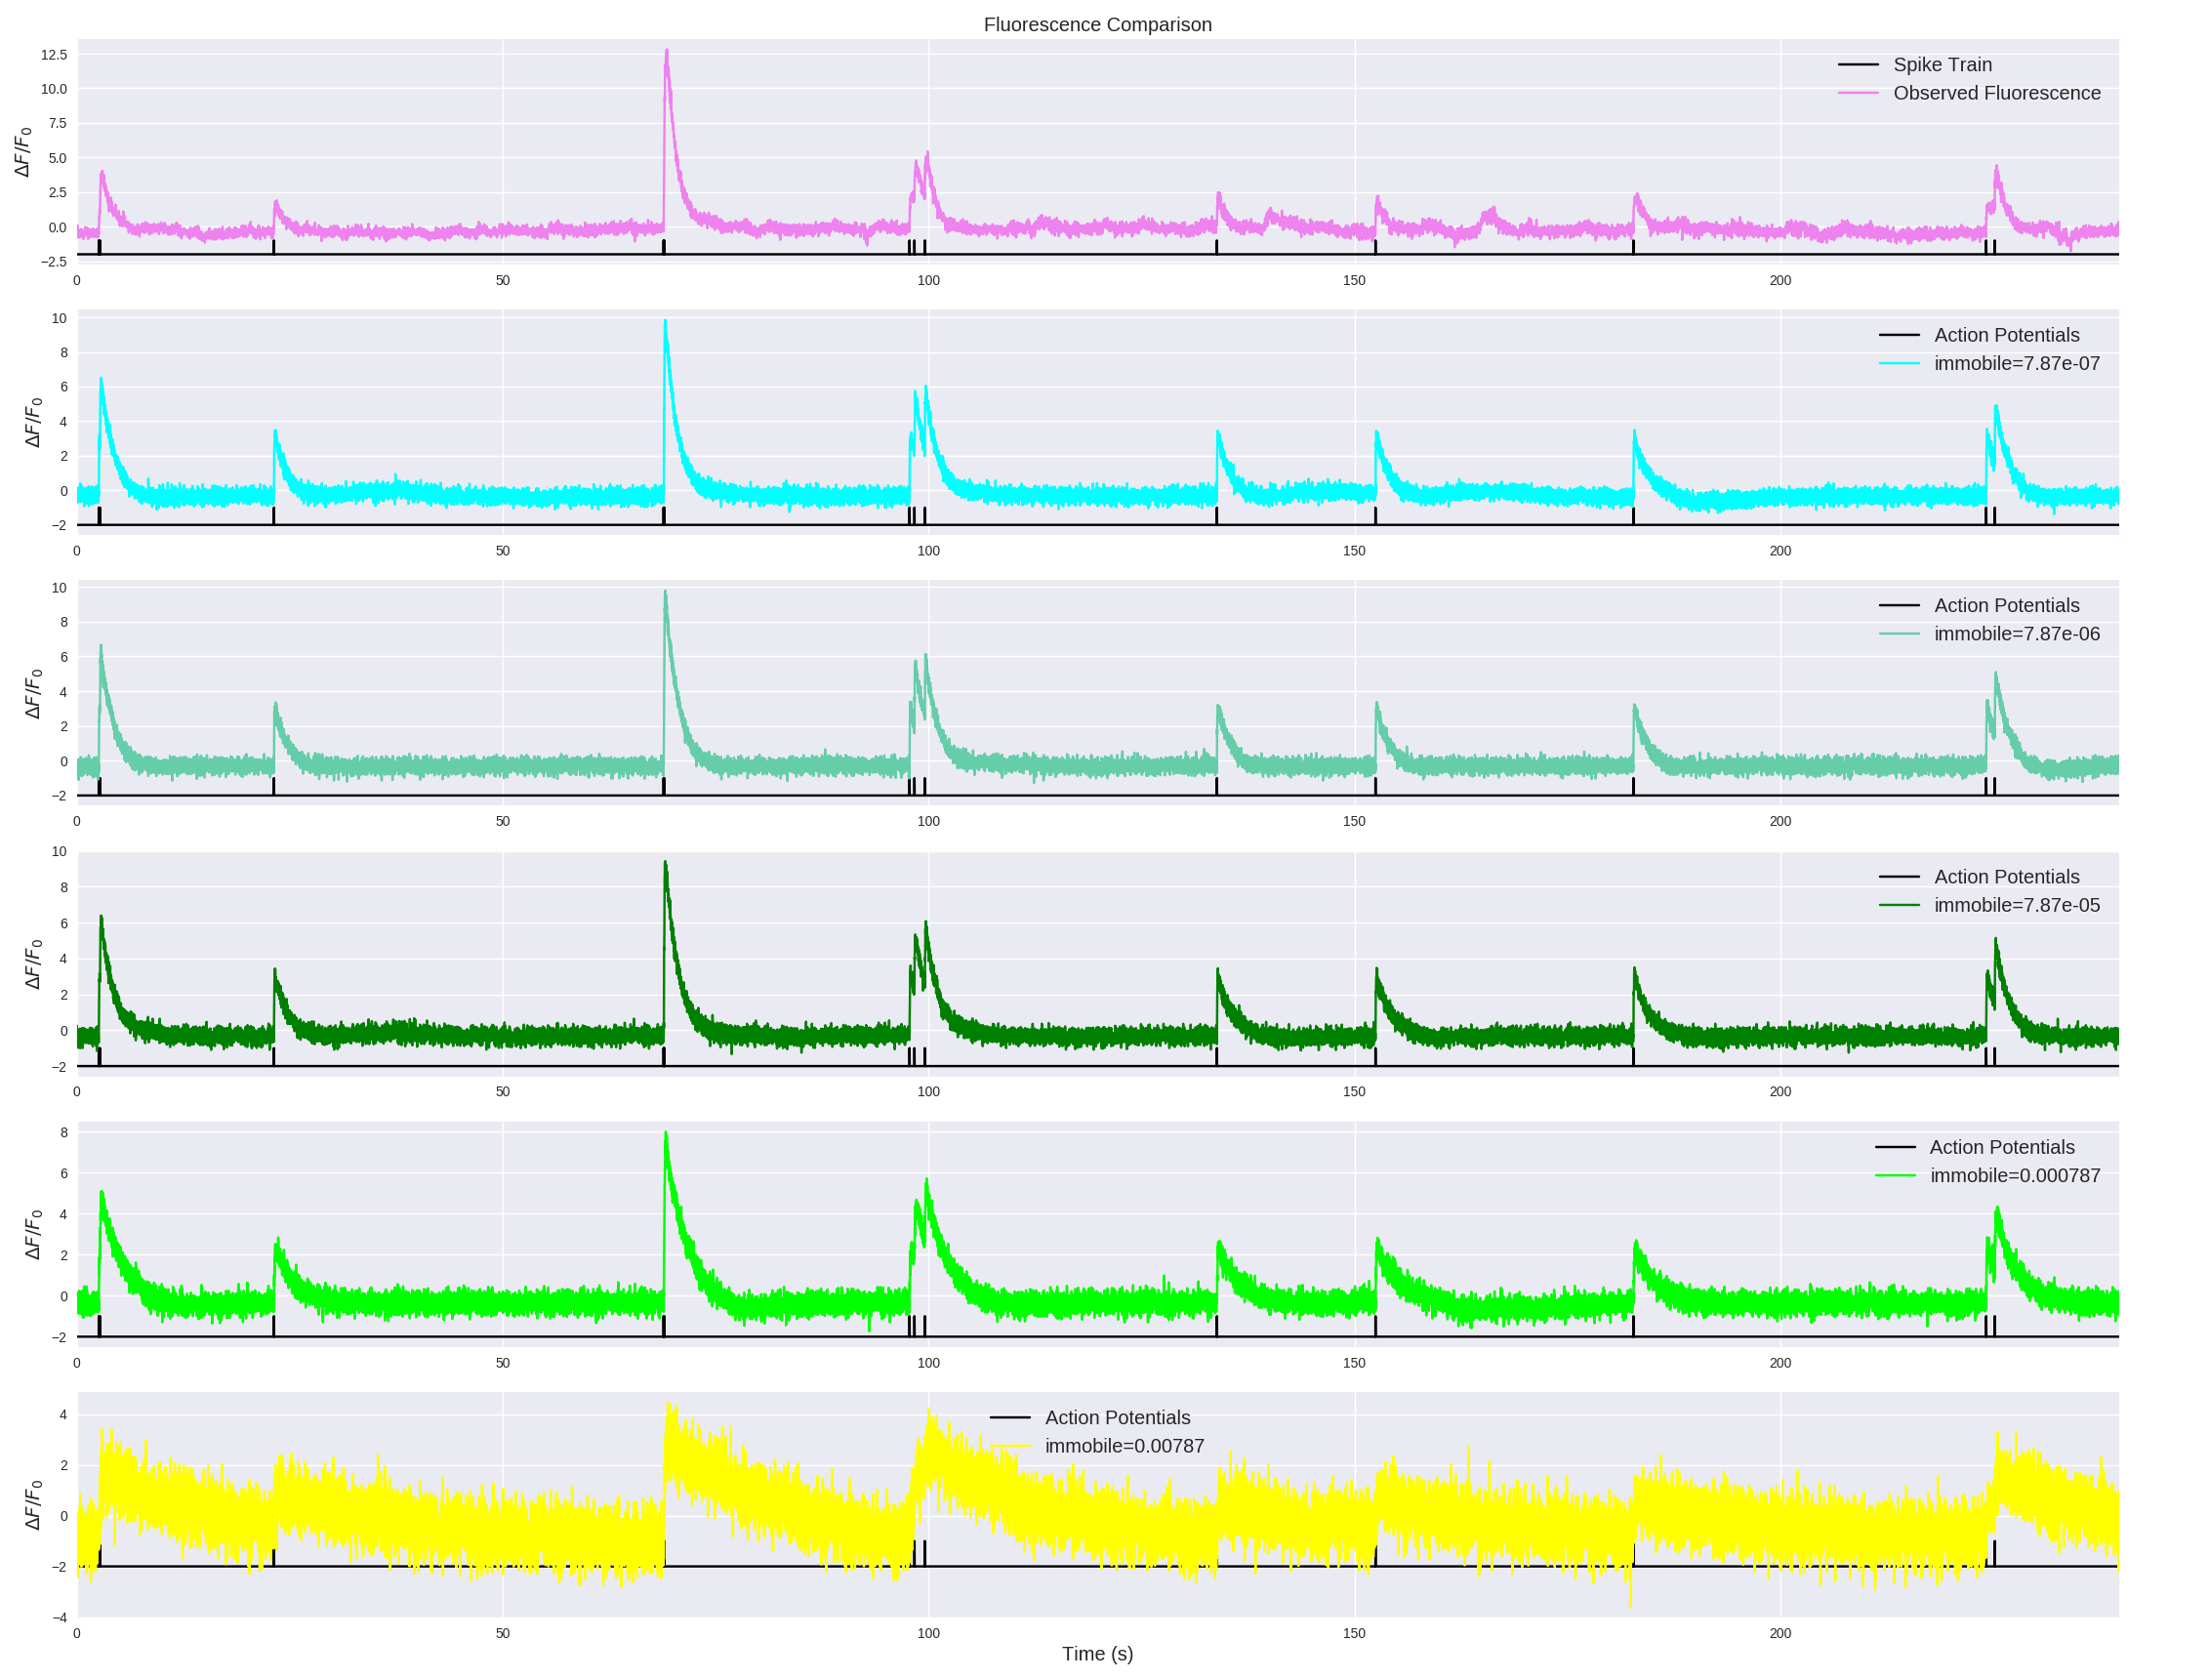 Fluorescence Comparison
12.5
10.0
7.5
5.0
2.5
0.0
−2.5
ΔF/F0
Spike Train
Observed Fluorescence
0 50 100 150 200
10
8
6
4
2
0
−2
ΔF/F0
Action Potentials
immobile=7.87e-07
0 50 100 150 200
10
8
6
4
2
0
−2
ΔF/F0
Action Potentials
immobile=7.87e-06
0 50 100 150 200
10
8
6
4
2
0
−2
ΔF/F0
Action Potentials
immobile=7.87e-05
0 50 100 150 200
8
6
4
2
0
−2
ΔF/F0
Action Potentials
immobile=0.000787
0 50 100 150 200
4
2
0
−2
−4
ΔF/F0
Action Potentials
immobile=0.00787
0 50 100 150 200
Time (s)